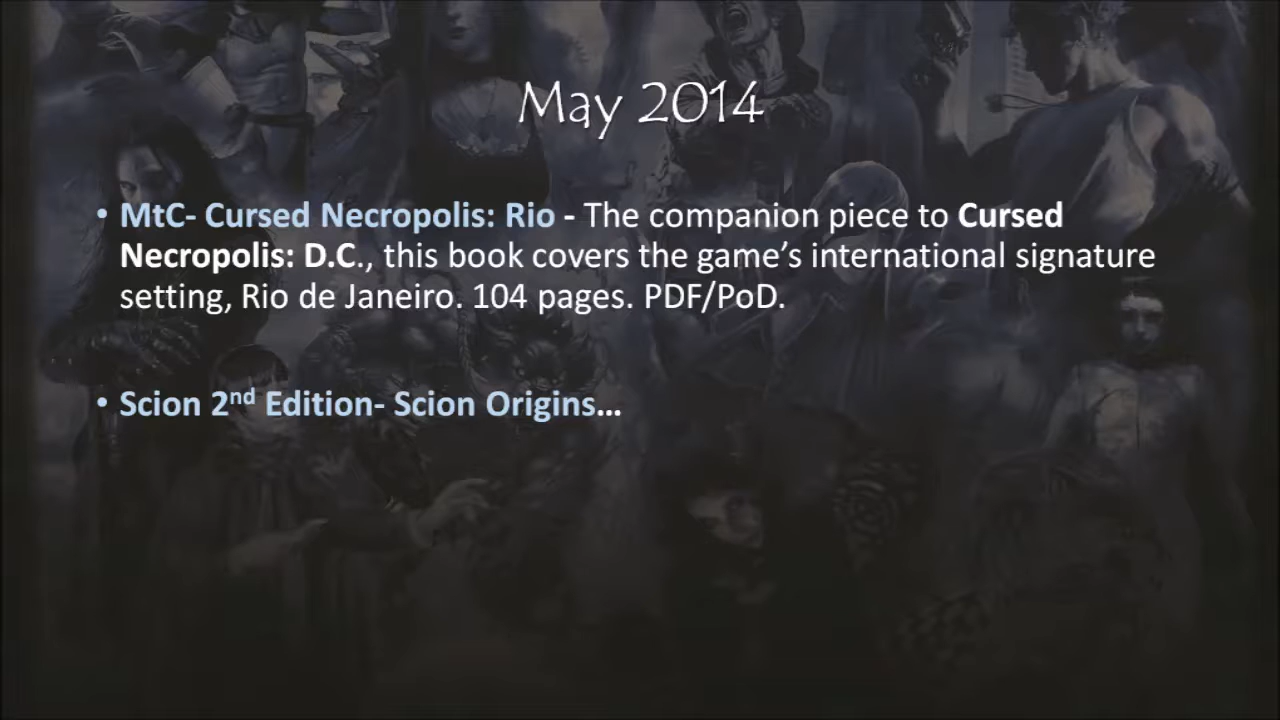 May 2014
• MtC- Cursed Necropolis: Rio - The companion piece to Cursed
Necropolis: D.C., this book covers the game’s international signature
setting, Rio de Janeiro. 104 pages. PDF/PoD.
• Scion 2nd Edition- Scion Origins…